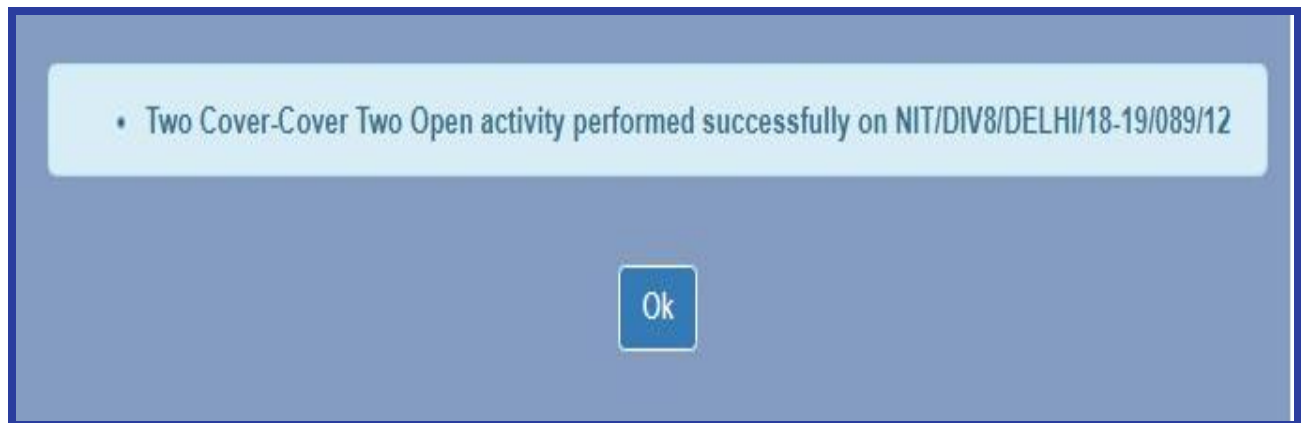 • Two Cover-Cover Two Open activity performed successfully on NIT/DIV8/DELHI/18-19/089/12
Ok